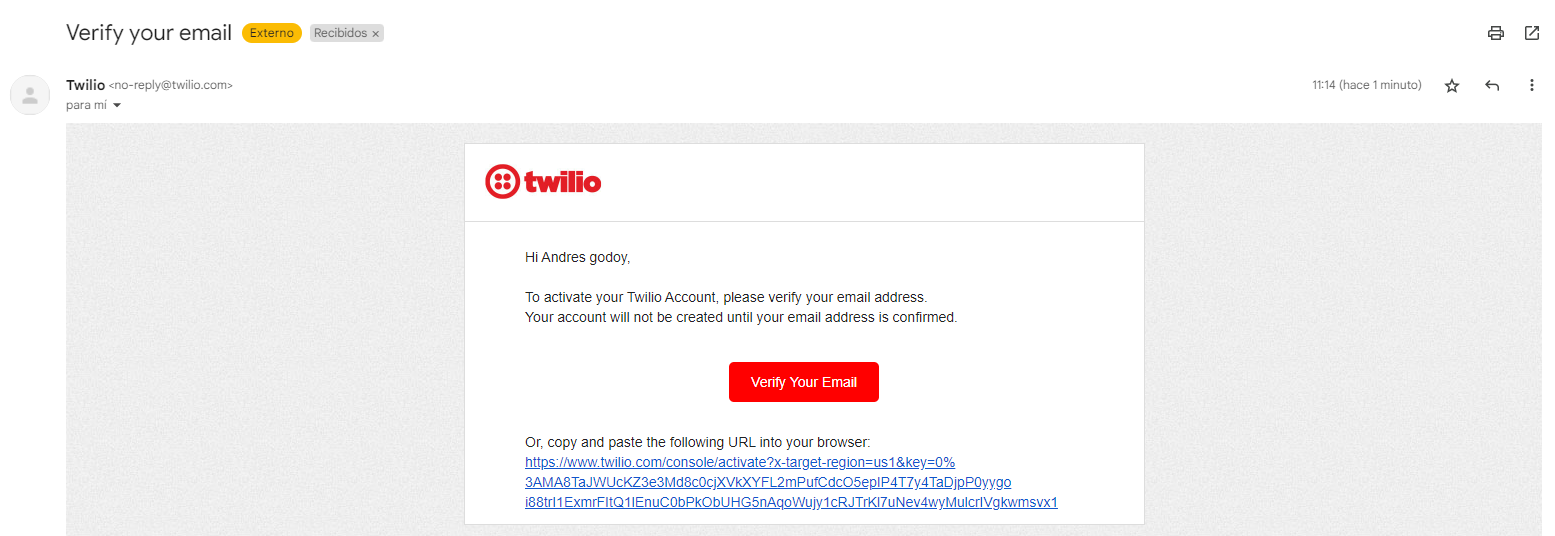 Verify your email Externo Recibidos ×
Twilio <no-reply@twilio.com> 11:14 (hace 1 minuto)
para mí
twilio
Hi Andres godoy,
To activate your Twilio Account, please verify your email address.
Your account will not be created until your email address is confirmed.
Verify Your Email
Or, copy and paste the following URL into your browser:
https://www.twilio.com/console/activate?x-target-region=us1&key=0%
3AMA8TaJWUcKZ3e3Md8c0cjXVkXYFL2mPufCdcO5epIP4T7y4TaDjpP0yygo
i88trI1ExmrFItQ1IEnuC0bPkObUHG5nAqoWujy1cRJTrKl7uNev4wyMulcrIVgkwmsvx1